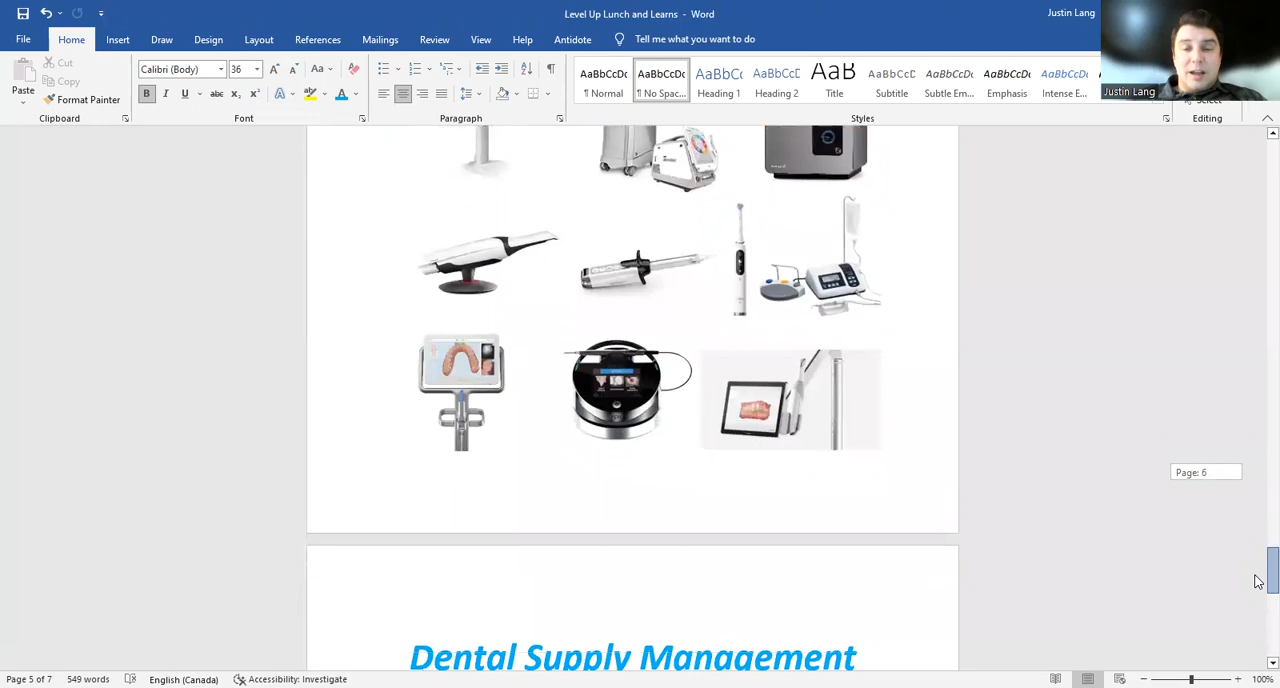 Level Up Lunch and Learns - Word
Justin Lang
File Home Insert Draw Design Layout References Mailings Review View Help Antidote Tell me what you want to do
Paste
Cut
Copy
Format Painter
Calibri (Body) 36
AaBbCcDc AaBbCcDc AaBbCc AaBbCcD AaB AaBbCcD AaBbCcDc AaBbCcDc AaBbCcDc
¶ Normal ¶ No Spac... Heading 1 Heading 2 Title Subtitle Subtle Em... Emphasis Intense E...
Justin Lang
Select
Clipboard Font Paragraph Styles Editing
Page: 6
Dental Supply Management
Page 5 of 7 549 words English (Canada) Accessibility: Investigate 100%